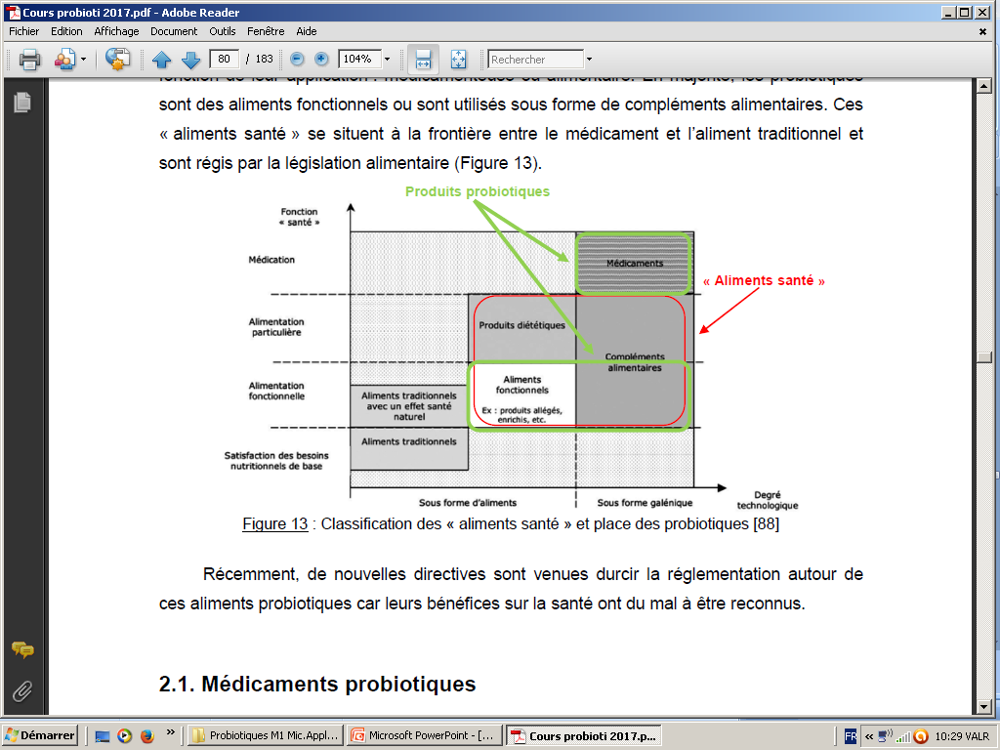 Cours probioti 2017.pdf - Adobe Reader
Fichier Edition Affichage Document Outils Fenêtre Aide
80 / 183 104% Rechercher
fonction de leur application : médicamenteuse ou alimentaire. En majorité, les probiotiques
sont des aliments fonctionnels ou sont utilisés sous forme de compléments alimentaires. Ces
« aliments santé » se situent à la frontière entre le médicament et l'aliment traditionnel et
sont régis par la législation alimentaire (Figure 13).
Produits probiotiques
Fonction
« santé »
Médication
Médicaments
« Aliments santé »
Alimentation
particulière
Produits diététiques
Compléments
alimentaires
Alimentation
fonctionnelle
Aliments
fonctionnels
Ex : produits allégés,
enrichis, etc.
Aliments traditionnels
avec un effet santé
naturel
Aliments traditionnels
Satisfaction des besoins
nutritionnels de base
Sous forme d'aliments
Sous forme galénique
Degré
technologique
Figure 13 : Classification des « aliments santé » et place des probiotiques [88]
Récemment, de nouvelles directives sont venues durcir la réglementation autour de
ces aliments probiotiques car leurs bénéfices sur la santé ont du mal à être reconnus.
2.1. Médicaments probiotiques
Démarrer » Probiotiques M1 Mic.Appl... Microsoft PowerPoint - [... Cours probioti 2017.p... FR « 10:29 VALR